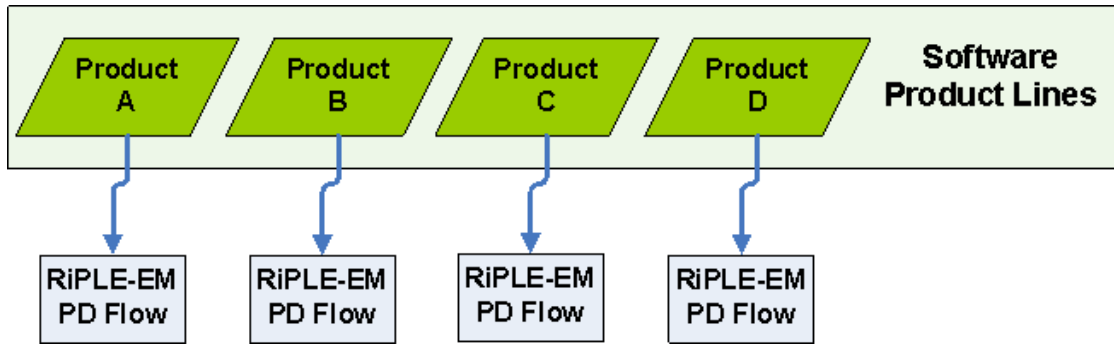 Product
A
Product
B
Product
C
Product
D
Software
Product Lines
RiPLE-EM
PD Flow
RiPLE-EM
PD Flow
RiPLE-EM
PD Flow
RiPLE-EM
PD Flow